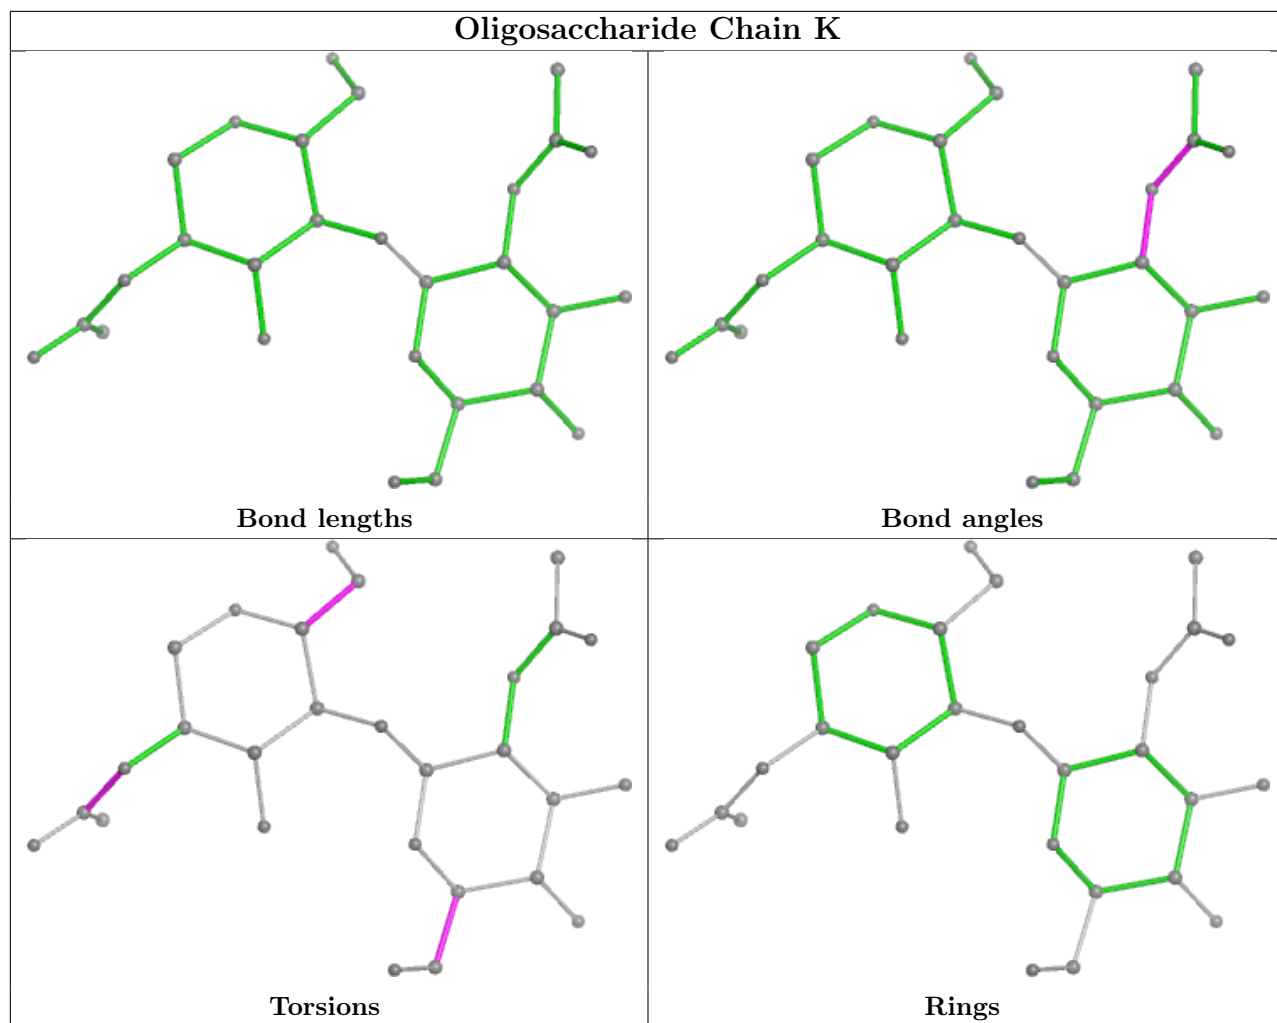 Oligosaccharide Chain K
Bond lengths
Bond angles
Torsions
Rings